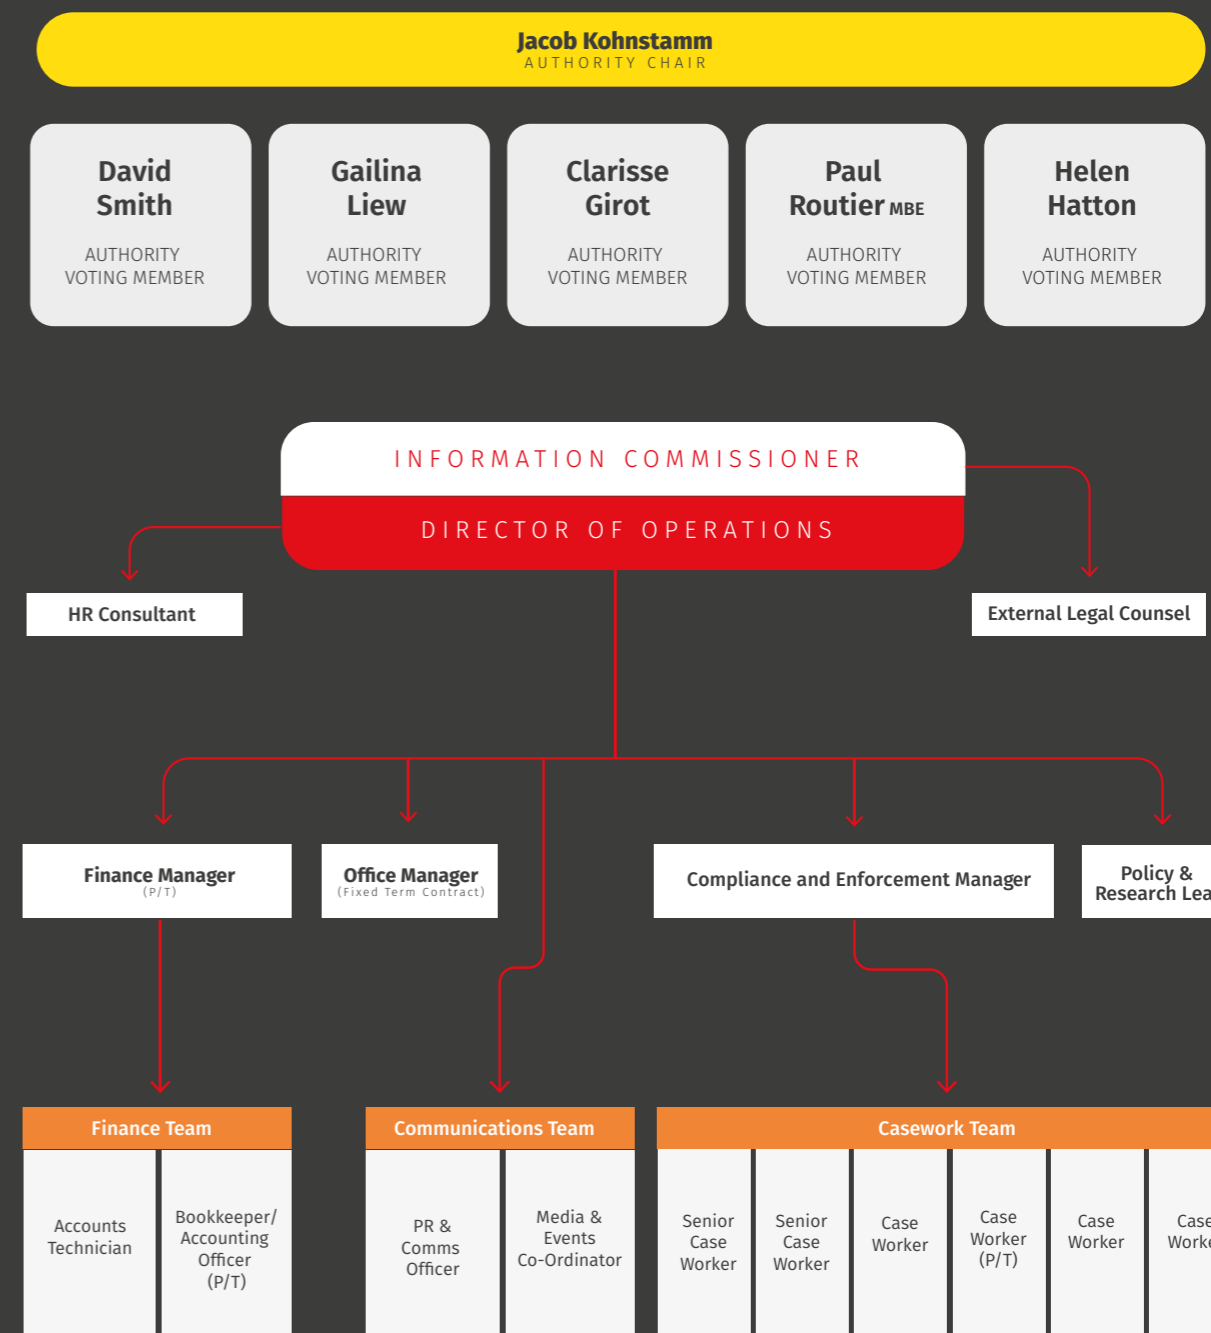 Jacob Kohnstamm
AUTHORITY CHAIR
David
Smith
AUTHORITY
VOTING MEMBER
Gailina
Liew
AUTHORITY
VOTING MEMBER
Clarisse
Girot
AUTHORITY
VOTING MEMBER
Paul
Routier MBE
AUTHORITY
VOTING MEMBER
Helen
Hatton
AUTHORITY
VOTING MEMBER
INFORMATION COMMISSIONER
DIRECTOR OF OPERATIONS
HR Consultant
External Legal Counsel
Finance Manager
(P/T)
Office Manager
(Fixed Term Contract)
Compliance and Enforcement Manager
Policy &
Research
Finance Team
Accounts
Technician
Bookkeeper/
Accounting
Officer
(P/T)
Communications Team
PR &
Comms
Officer
Media &
Events
Co-Ordinator
Casework Team
Senior
Case
Worker
Senior
Case
Worker
Case
Worker
Case
Worker
(P/T)
Case
Worker
Case